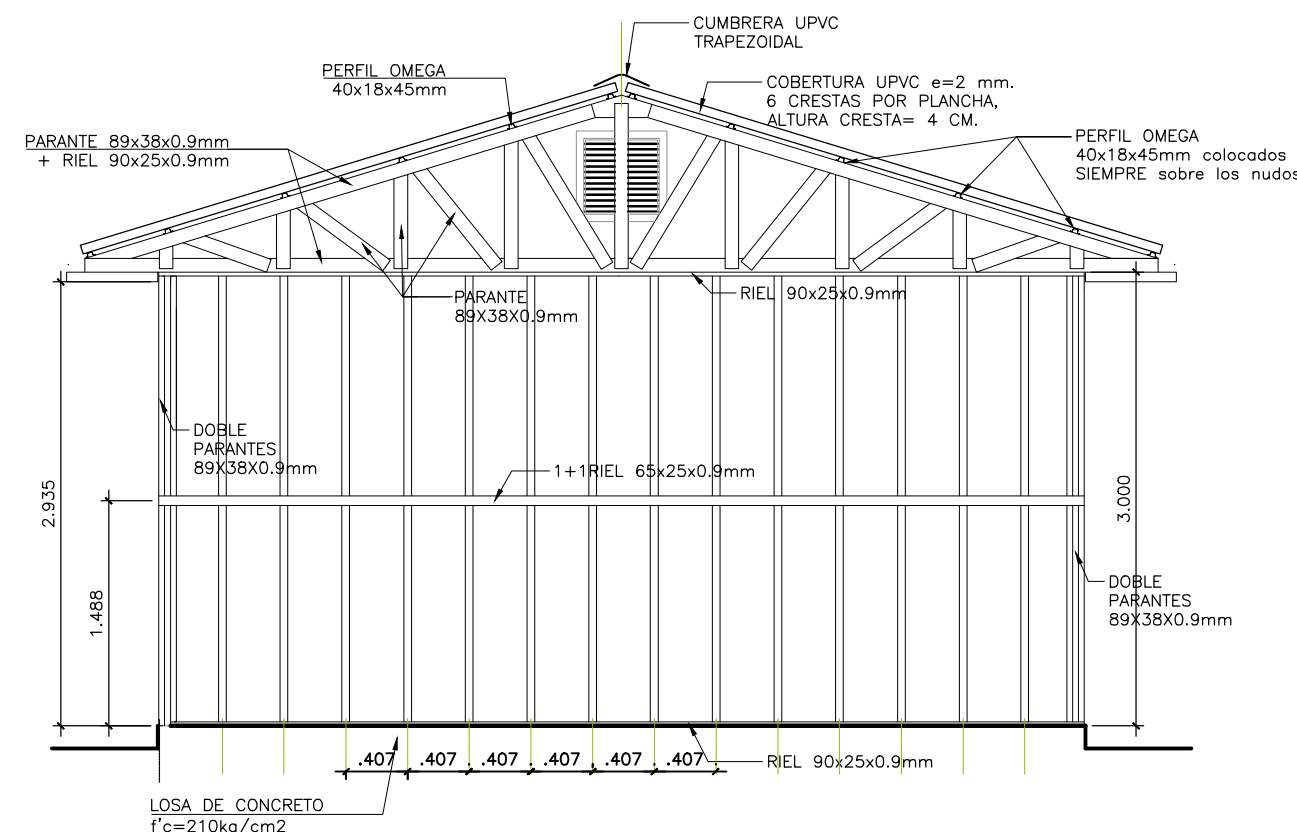 CUMBRERA UPVC
TRAPEZOIDAL
PERFIL OMEGA
40x18x45mm
COBERTURA UPVC e=2 mm.
6 CRESTAS POR PLANCHA,
ALTURA CRESTA= 4 CM.
PARANTE 89x38x0.9mm
+ RIEL 90x25x0.9mm
PERFIL OMEGA
40x18x45mm colocados
SIEMPRE sobre los nudos
PARANTE
89X38X0.9mm
RIEL 90x25x0.9mm
DOBLE
PARANTES
89X38X0.9mm
1+1RIEL 65x25x0.9mm
2.935
3.000
1.488
DOBLE
PARANTES
89X38X0.9mm
.407 .407 .407 .407 .407 .407
RIEL 90x25x0.9mm
LOSA DE CONCRETO
f'c=210kg/cm2